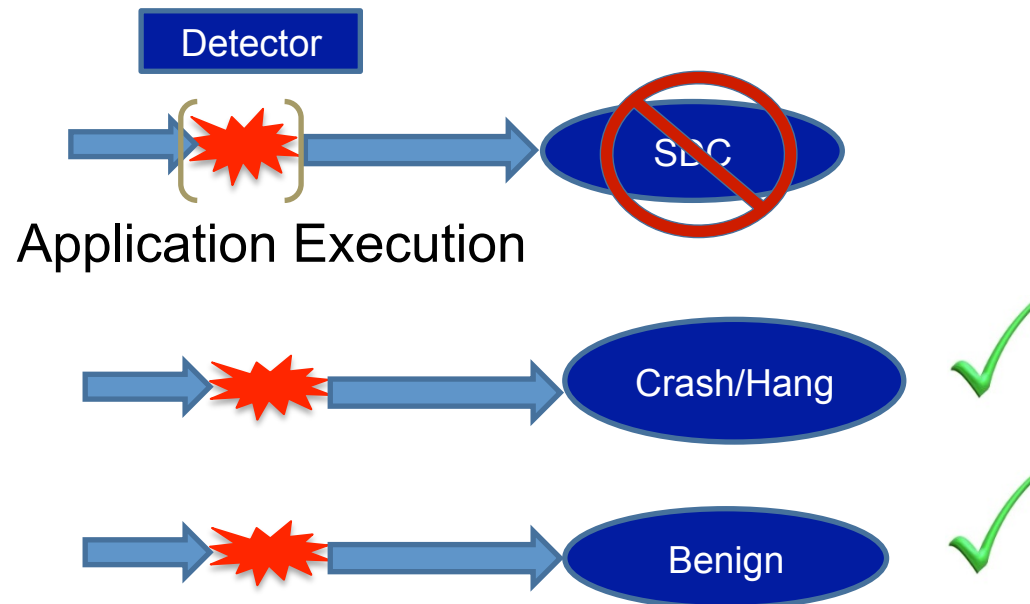 Detector
SDC
Application Execution
Crash/Hang
Benign